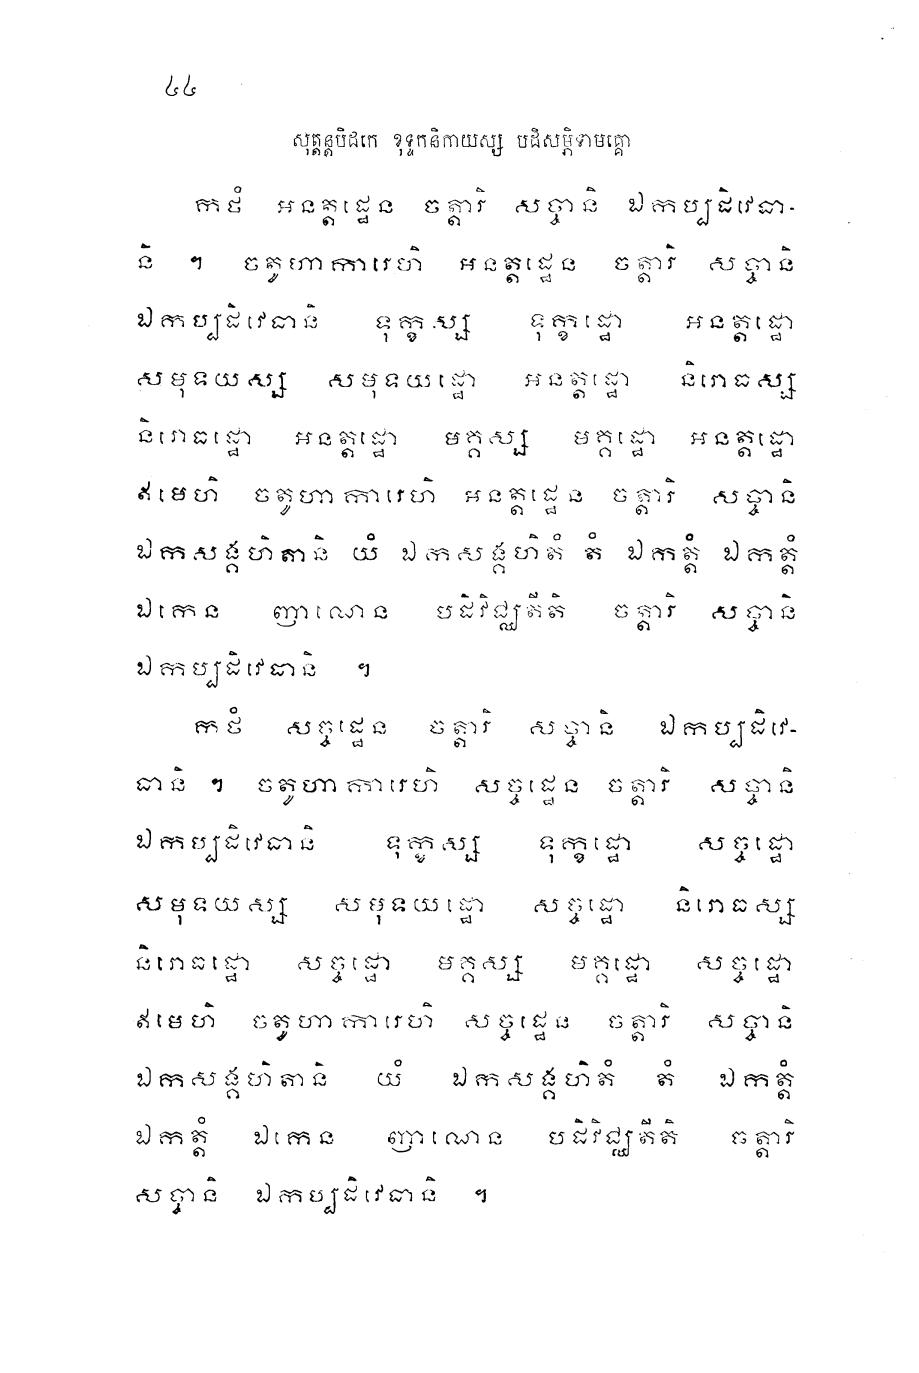 ៤៤
សុត្តន្តបិដកេ ខុទ្ទកនិកាយស្ស បដិសម្ភិទាមគ្គោ
កថំ អនត្តដ្ឋេន ចត្តារិ សច្ចានិ ឯកប្បដិវេធា-
និ ។ ចតូហាការេហិ អនត្តដ្ឋេន ចត្តារិ សច្ចានិ
ឯកប្បដិវេធានិ ទុក្ខស្ស ទុក្ខដ្ឋោ អនត្តដ្ឋោ
សមុទយស្ស សមុទយដ្ឋោ អនត្តដ្ឋោ និរោធស្ស
និរោធដ្ឋោ អនត្តដ្ឋោ មគ្គស្ស មគ្គដ្ឋោ អនត្តដ្ឋោ
ឥមេហិ ចតូហាការេហិ អនត្តដ្ឋេន ចត្តារិ សច្ចានិ
ឯកសង្គហិតានិ យំ ឯកសង្គហិតំ តំ ឯកត្តំ ឯកត្តំ
ឯកេន ញាណេន បដិវិជ្ឈតីតិ ចត្តារិ សច្ចានិ
ឯកប្បដិវេធានិ ។
កថំ សច្ចដ្ឋេន ចត្តារិ សច្ចានិ ឯកប្បដិវេ-
ធានិ ។ ចតូហាការេហិ សច្ចដ្ឋេន ចត្តារិ សច្ចានិ
ឯកប្បដិវេធានិ ទុក្ខស្ស ទុក្ខដ្ឋោ សច្ចដ្ឋោ
សមុទយស្ស សមុទយដ្ឋោ សច្ចដ្ឋោ និរោធស្ស
និរោធដ្ឋោ សច្ចដ្ឋោ មគ្គស្ស មគ្គដ្ឋោ សច្ចដ្ឋោ
ឥមេហិ ចតូហាការេហិ សច្ចដ្ឋេន ចត្តារិ សច្ចានិ
ឯកសង្គហិតានិ យំ ឯកសង្គហិតំ តំ ឯកត្តំ
ឯកត្តំ ឯកេន ញាណេន បដិវិជ្ឈតីតិ ចត្តារិ
សច្ចានិ ឯកប្បដិវេធានិ ។